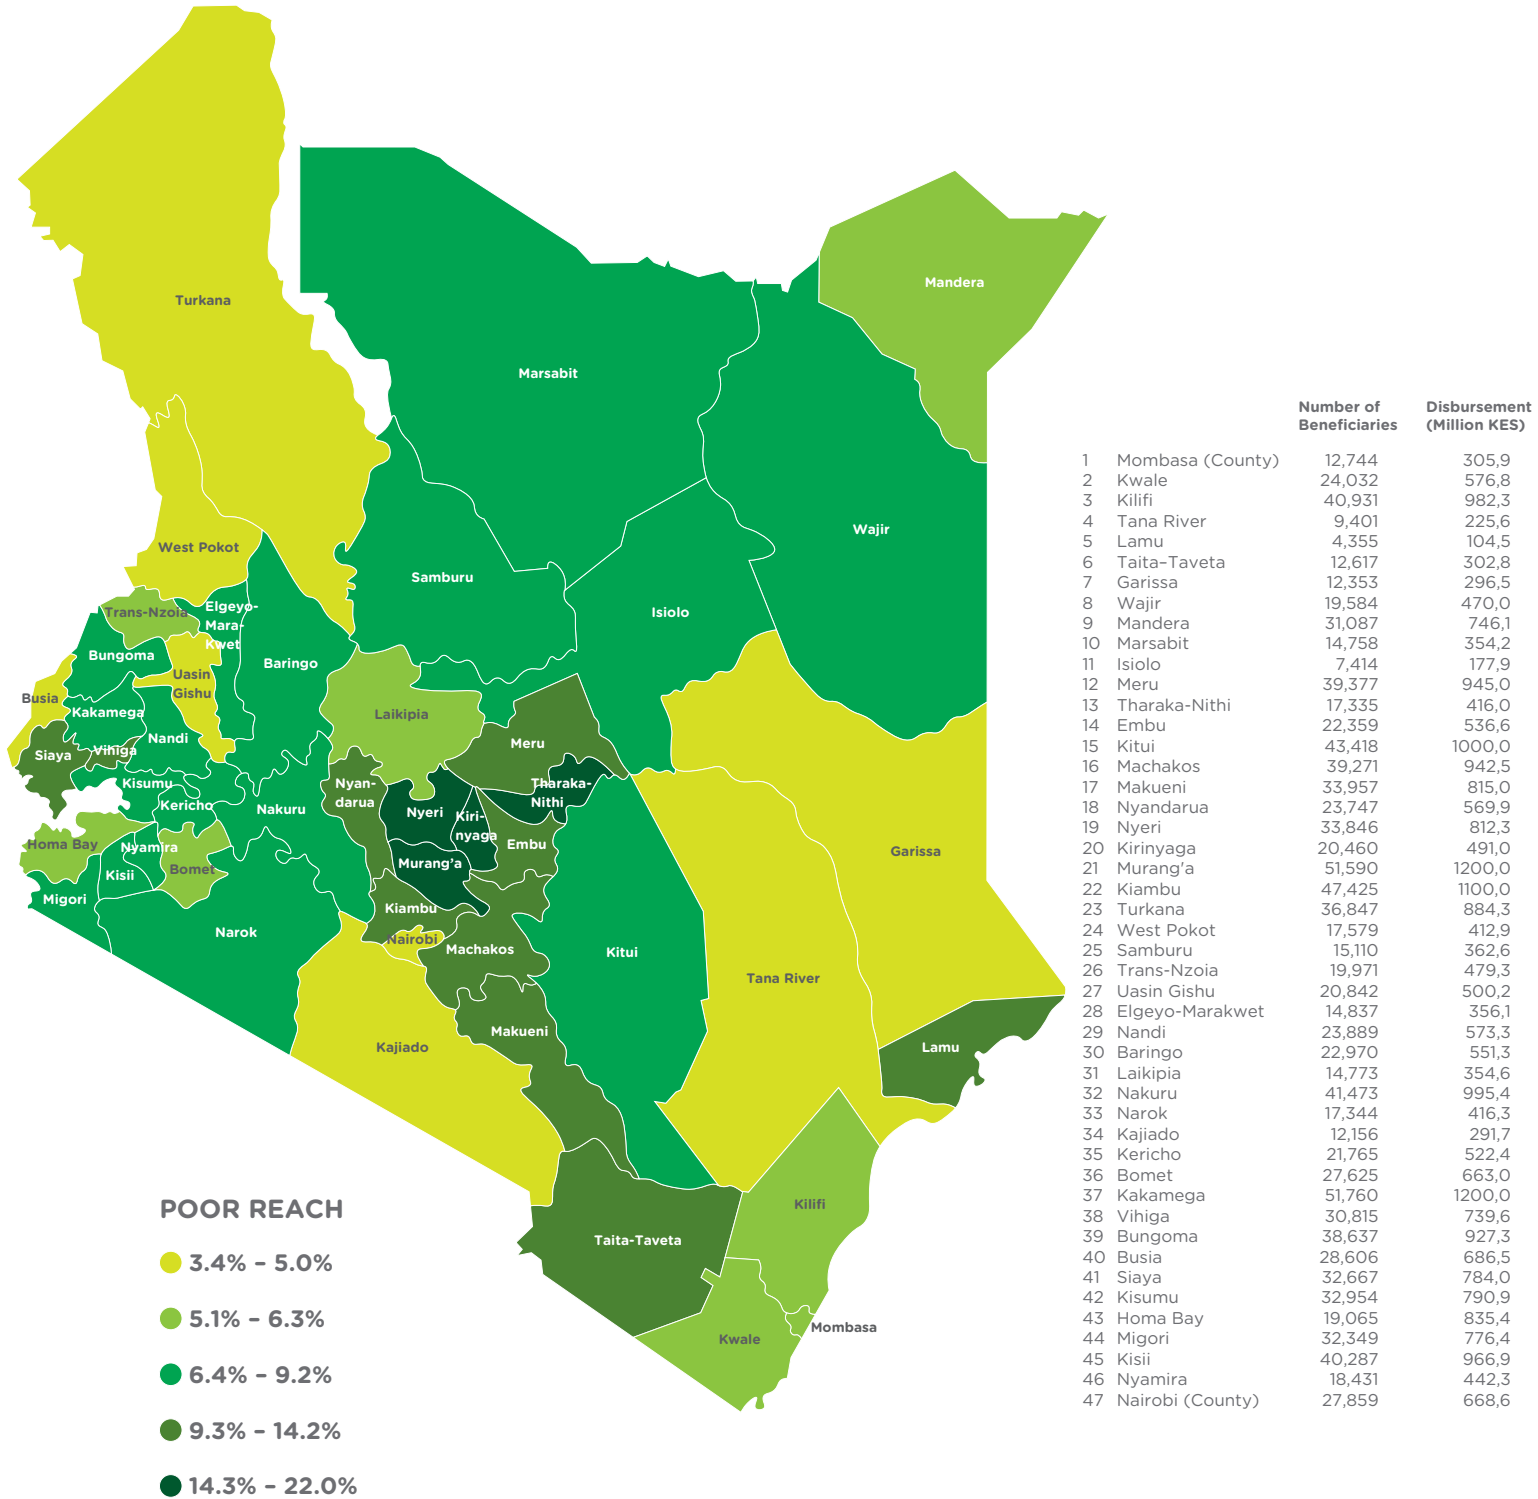 Turkana
Marsabit
Mandera
Wajir
West Pokot
Samburu
Isiolo
Trans-Nzoia
Elgeyo-
Mara-
Kwet
Bungoma
Baringo
Uasin
Gishu
Busia
Kakamega
Laikipia
Nandi
Vihiga
Siaya
Meru
Kisumu
Nyan-
darua
Tharaka-
Nithi
Kericho
Nakuru
Nyeri
Kiri-
nyaga
Homa Bay
Nyamira
Embu
Garissa
Bomet
Murang'a
Kisii
Migori
Kiambu
Narok
Nairobi
Machakos
Kitui
Tana River
Makueni
Kajiado
Lamu
Kilifi
Taita-Taveta
Mombasa
Kwale
POOR REACH
3.4% – 5.0%
5.1% – 6.3%
6.4% – 9.2%
9.3% – 14.2%
14.3% – 22.0%
Number of Beneficiaries Disbursement (Million KES)
1 Mombasa (County) 12,744 305,9
2 Kwale 24,032 576,8
3 Kilifi 40,931 982,3
4 Tana River 9,401 225,6
5 Lamu 4,355 104,5
6 Taita–Taveta 12,617 302,8
7 Garissa 12,353 296,5
8 Wajir 19,584 470,0
9 Mandera 31,087 746,1
10 Marsabit 14,758 354,2
11 Isiolo 7,414 177,9
12 Meru 39,377 945,0
13 Tharaka-Nithi 17,335 416,0
14 Embu 22,359 536,6
15 Kitui 43,418 1000,0
16 Machakos 39,271 942,5
17 Makueni 33,957 815,0
18 Nyandarua 23,747 569,9
19 Nyeri 33,846 812,3
20 Kirinyaga 20,460 491,0
21 Murang'a 51,590 1200,0
22 Kiambu 47,425 1100,0
23 Turkana 36,847 884,3
24 West Pokot 17,579 412,9
25 Samburu 15,110 362,6
26 Trans-Nzoia 19,971 479,3
27 Uasin Gishu 20,842 500,2
28 Elgeyo-Marakwet 14,837 356,1
29 Nandi 23,889 573,3
30 Baringo 22,970 551,3
31 Laikipia 14,773 354,6
32 Nakuru 41,473 995,4
33 Narok 17,344 416,3
34 Kajiado 12,156 291,7
35 Kericho 21,765 522,4
36 Bomet 27,625 663,0
37 Kakamega 51,760 1200,0
38 Vihiga 30,815 739,6
39 Bungoma 38,637 927,3
40 Busia 28,606 686,5
41 Siaya 32,667 784,0
42 Kisumu 32,954 790,9
43 Homa Bay 19,065 835,4
44 Migori 32,349 776,4
45 Kisii 40,287 966,9
46 Nyamira 18,431 442,3
47 Nairobi (County) 27,859 668,6